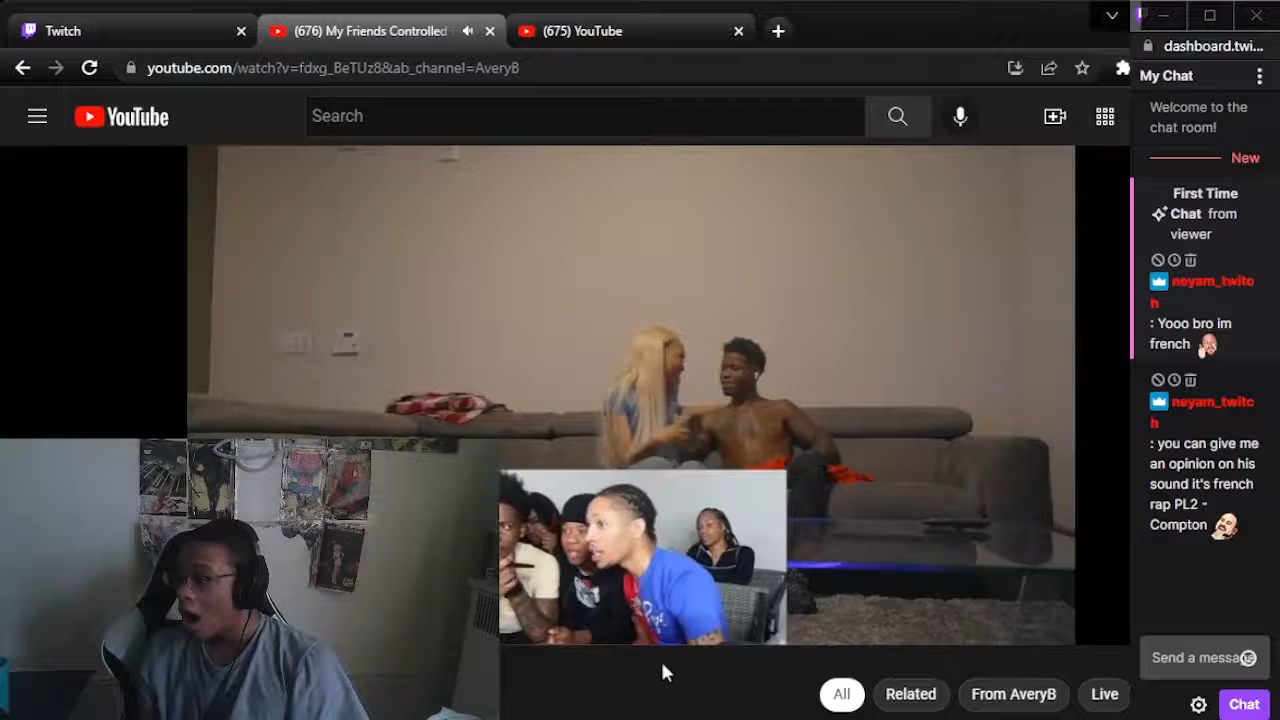 Twitch
(676) My Friends Controlled
(675) YouTube
youtube.com/watch?v=fdxg_BeTUz8&ab_channel=AveryB
dashboard.twi...
YouTube
Search
My Chat
Welcome to the
chat room!
New
First Time
Chat from
viewer
neyam_twitc
h
: Yooo bro im
french
neyam_twitc
h
: you can give me
an opinion on his
sound it's french
rap PL2 -
Compton
Send a message
Chat
All
Related
From AveryB
Live